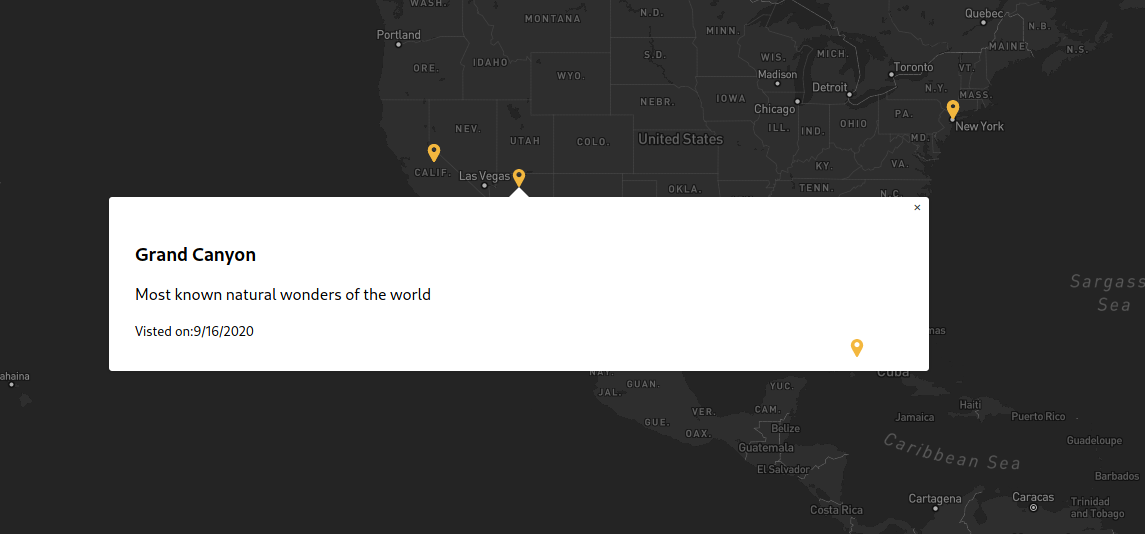 WASH.
MONTANA
N.D.
MINN.
Quebec
N.B.
Portland
MAINE
N.S.
ORE.
IDAHO
S.D.
WIS.
MICH.
Toronto
VT.
WYO.
Madison
Detroit
N.Y.
MASS.
NEBR.
IOWA
Chicago
PA.
NEV.
UTAH
COLO.
United States
ILL.
IND.
OHIO
MD.
New York
CALIF.
Las Vegas
KY.
VA.
OKLA.
TENN.
N.C.
×
Grand Canyon
Most known natural wonders of the world
Visted on:9/16/2020
Sargass
Sea
mas
ahaina
NAY.
Cuba
JAL.
GUAN.
YUC.
GUE.
VER.
CAM.
OAX.
Belize
Haiti
Jamaica
Puerto Rico
Guadeloupe
Guatemala
El Salvador
Caribbean Sea
Barbados
Costa Rica
Cartagena
Caracas
Trinidad
and Tobago